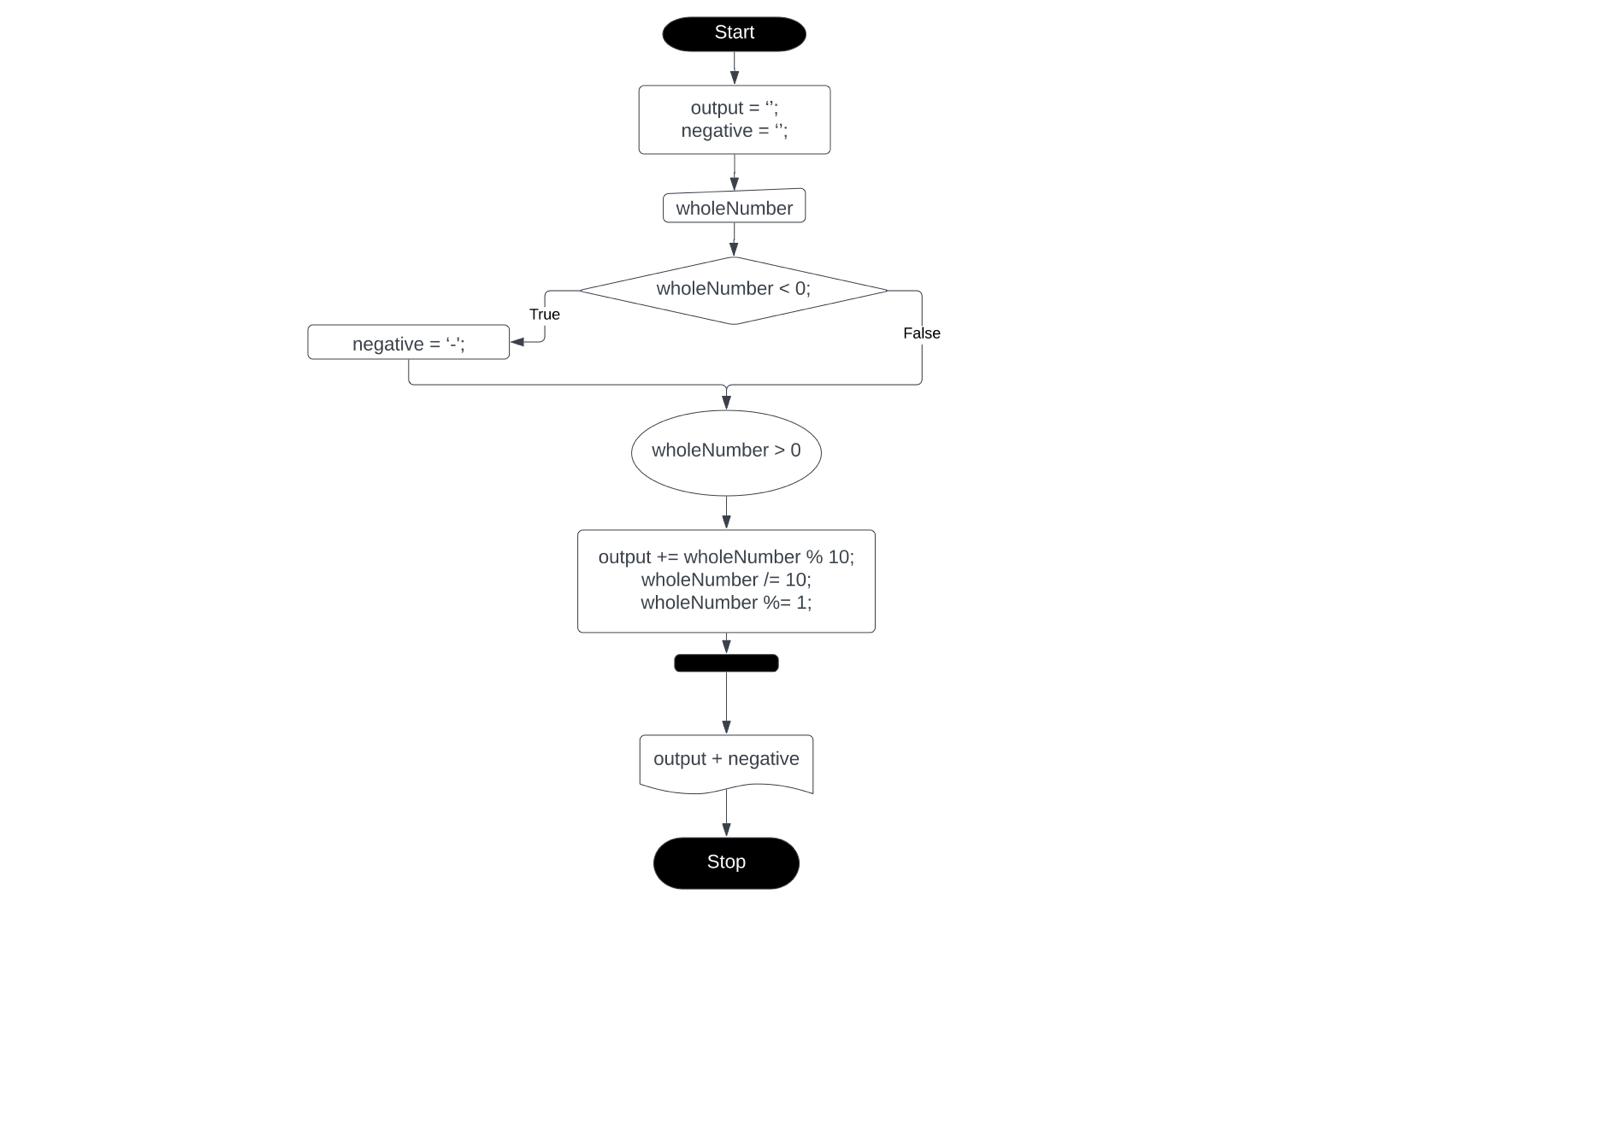 Start
output = ‘’;
negative = ‘’;
wholeNumber
wholeNumber < 0;
True
False
negative = ‘-’;
wholeNumber > 0
output += wholeNumber % 10;
wholeNumber /= 10;
wholeNumber %= 1;
output + negative
Stop